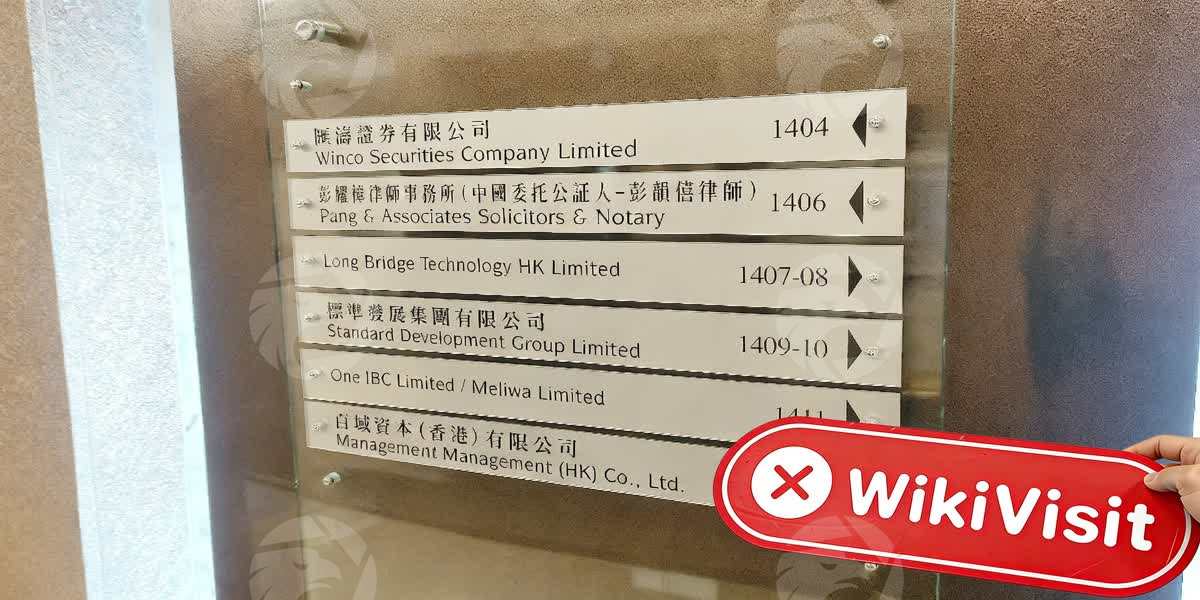 匯濤證券有限公司
Winco Securities Company Limited
1404
彭耀樟律師事務所(中國委托公証人-彭韻僖律師)
Pang & Associates Solicitors & Notary
1406
Long Bridge Technology HK Limited
1407-08
標準發展集團有限公司
Standard Development Group Limited
1409-10
One IBC Limited / Meliwa Limited
1411
百域資本(香港)有限公司
Management Management (HK) Co., Ltd.
WikiVisit